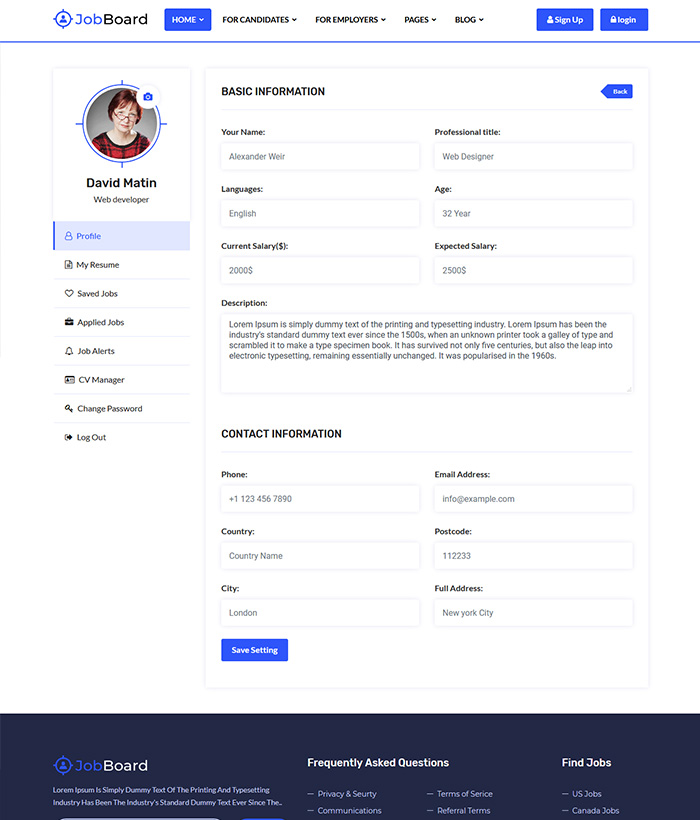 JobBoard HOME FOR CANDIDATES FOR EMPLOYERS PAGES BLOG Sign Up login
David Matin
Web developer
Profile
My Resume
Saved Jobs
Applied Jobs
Job Alerts
CV Manager
Change Password
Log Out
BASIC INFORMATION Back
Your Name: Professional title:
Alexander Weir Web Designer
Languages: Age:
English 32 Year
Current Salary($): Expected Salary:
2000$ 2500$
Description:
Lorem Ipsum is simply dummy text of the printing and typesetting industry. Lorem Ipsum has been the
industry's standard dummy text ever since the 1500s, when an unknown printer took a galley of type and
scrambled it to make a type specimen book. It has survived not only five centuries, but also the leap into
electronic typesetting, remaining essentially unchanged. It was popularised in the 1960s.
CONTACT INFORMATION
Phone: Email Address:
+1 123 456 7890 info@example.com
Country: Postcode:
Country Name 112233
City: Full Address:
London New york City
Save Setting
JobBoard
Lorem Ipsum Is Simply Dummy Text Of The Printing And Typesetting
Industry Has Been The Industry's Standard Dummy Text Ever Since The..
Frequently Asked Questions
— Privacy & Seurty — Terms of Serice
— Communications — Referral Terms
Find Jobs
— US Jobs
— Canada Jobs